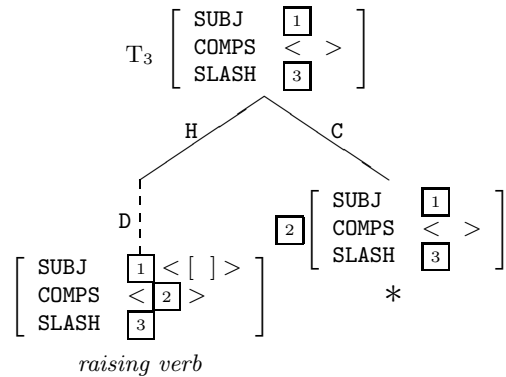 T3 [ SUBJ 1
COMPS < >
SLASH 3 ]
H C
D
2 [ SUBJ 1
COMPS < >
SLASH 3 ]
*
[ SUBJ 1 < [ ] >
COMPS < 2 >
SLASH 3 ]
raising verb